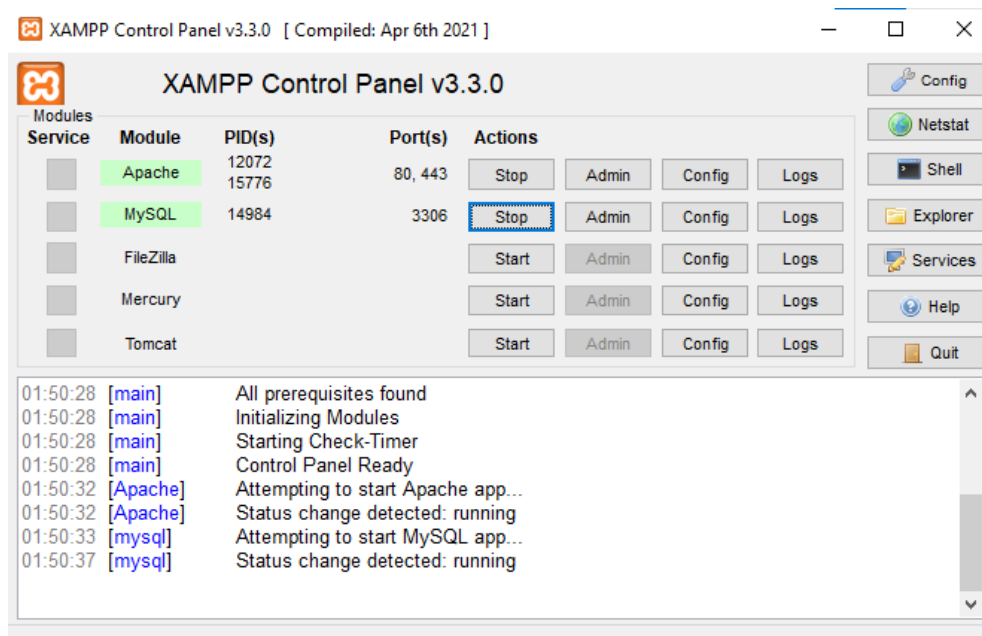 XAMPP Control Panel v3.3.0 [ Compiled: Apr 6th 2021 ]
XAMPP Control Panel v3.3.0
Config
Modules
Service Module PID(s) Port(s) Actions
Netstat
Apache 12072 15776 80, 443 Stop Admin Config Logs
Shell
MySQL 14984 3306 Stop Admin Config Logs
Explorer
FileZilla Start Admin Config Logs
Services
Mercury Start Admin Config Logs
Help
Tomcat Start Admin Config Logs
Quit
01:50:28 [main] All prerequisites found
01:50:28 [main] Initializing Modules
01:50:28 [main] Starting Check-Timer
01:50:28 [main] Control Panel Ready
01:50:32 [Apache] Attempting to start Apache app...
01:50:32 [Apache] Status change detected: running
01:50:33 [mysql] Attempting to start MySQL app...
01:50:37 [mysql] Status change detected: running